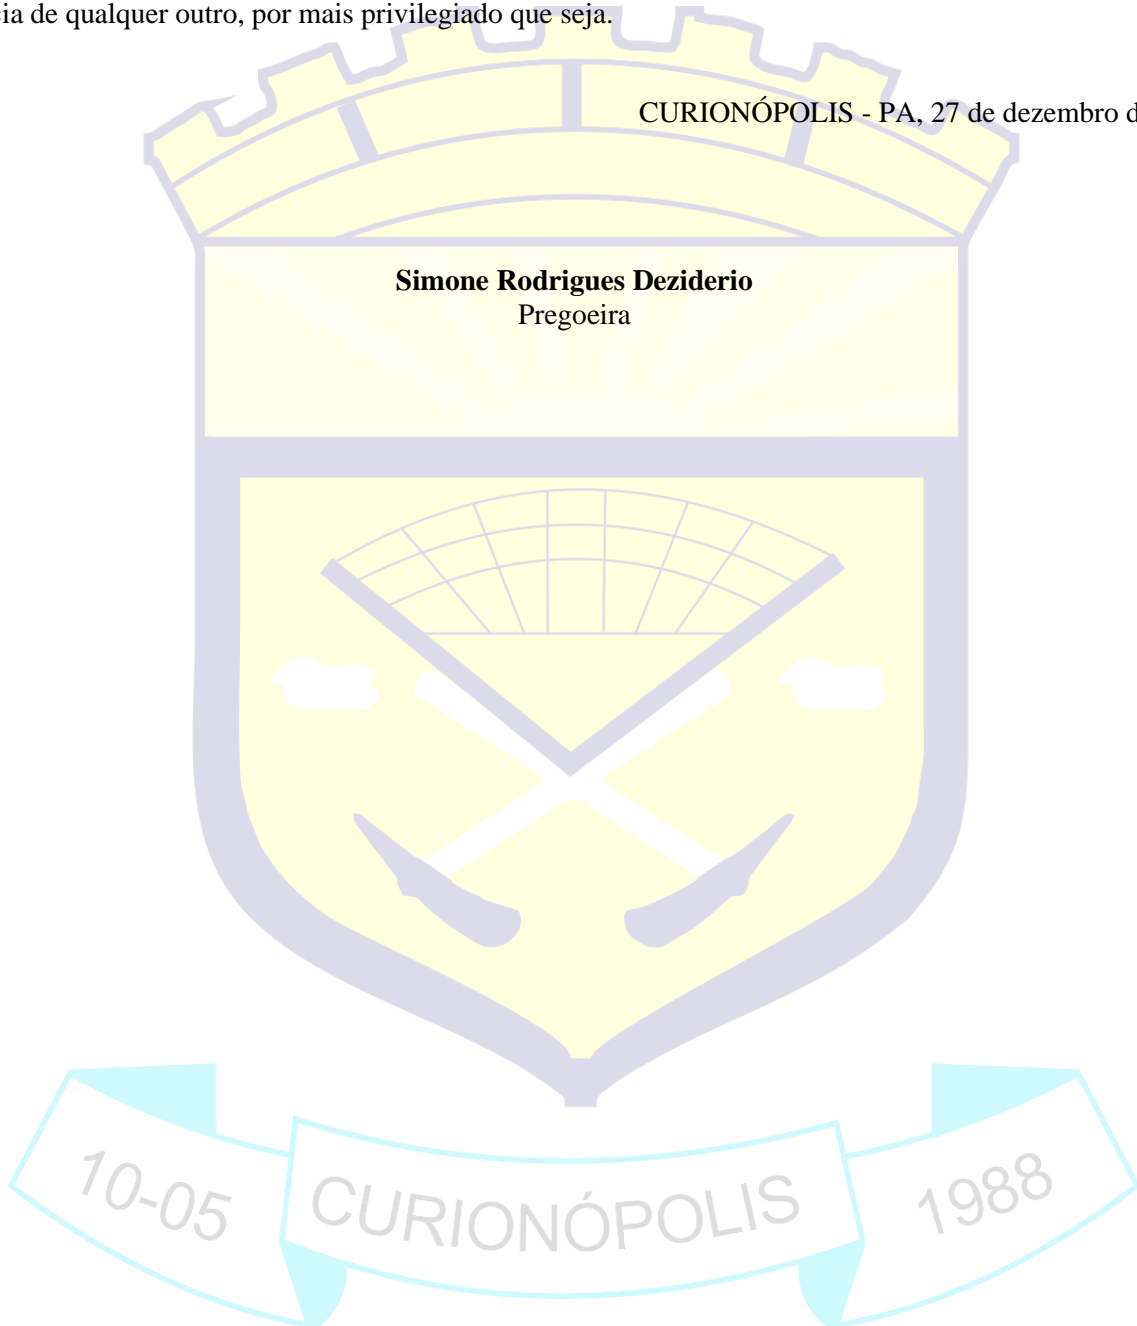 de qualquer outro, por mais privilegiado que seja.
CURIONÓPOLIS - PA, 27 de dezembro
Simone Rodrigues Deziderio
Pregoeira
10-05 CURIONÓPOLIS 1988